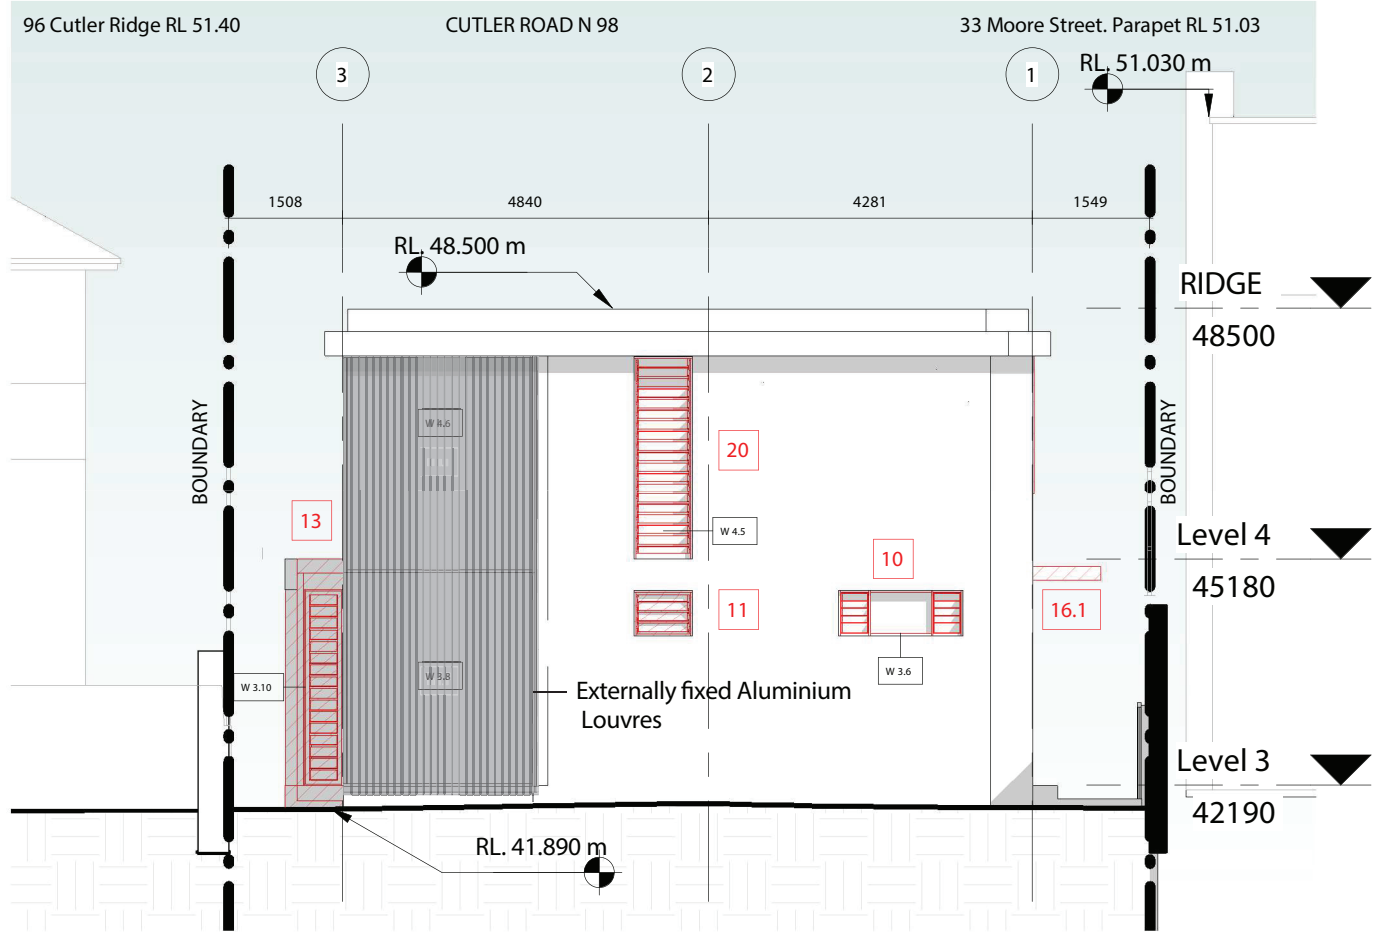 96 Cutler Ridge RL 51.40
CUTLER ROAD N 98
33 Moore Street. Parapet RL 51.03
3
2
1
RL. 51.030 m
1508
4840
4281
1549
RL. 48.500 m
RIDGE
48500
BOUNDARY
BOUNDARY
W 4.6
20
13
W 4.5
Level 4
45180
10
11
16.1
W 3.10
W 3.8
W 3.6
Externally fixed Aluminium
Louvres
Level 3
42190
RL. 41.890 m